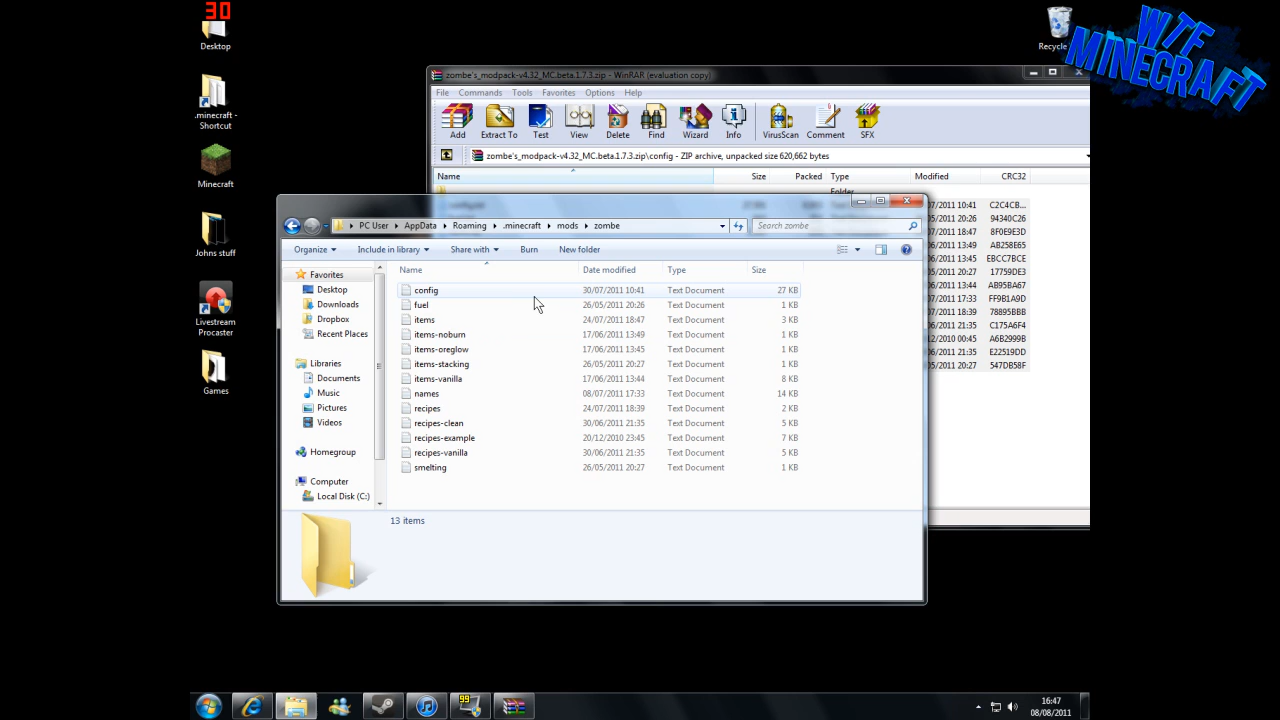 30
Desktop
.minecraft -
Shortcut
Minecraft
Johns stuff
Livestream
Procaster
Games
Recycle
WTF
MINECRAFT
zombe's_modpack-v4.32_MC.beta.1.7.3.zip - WinRAR (evaluation copy)
File Commands Tools Favorites Options Help
Add Extract To Test View Delete Find Wizard Info VirusScan Comment SFX
zombe's_modpack-v4.32_MC.beta.1.7.3.zip\config - ZIP archive, unpacked size 620,662 bytes
Name Size Packed Type Modified CRC32
Folder
07/2011 10:41 C2C4CB...
05/2011 20:26 94340C26
8F0E9E3D
06/2011 13:49 AB258E65
EBCC7BCE
05/2011 20:27 17759DE3
06/2011 13:44 AB95BAE8
07/2011 17:33 FF9B1A9D
78895BBB
06/2011 21:35 C175A6F4
12/2010 00:45 A6B2999B
06/2011 21:35 E22519DD
05/2011 20:27 547DB58F
PC User AppData Roaming .minecraft mods zombe
Search zombe
Organize Include in library Share with Burn New folder
Favorites
Desktop
Downloads
Dropbox
Recent Places
Libraries
Documents
Music
Pictures
Videos
Homegroup
Computer
Local Disk (C:)
Name Date modified Type Size
config 30/07/2011 10:41 Text Document 27 KB
fuel 26/05/2011 20:26 Text Document 1 KB
items 24/07/2011 18:47 Text Document 3 KB
items-noburn 17/06/2011 13:49 Text Document 1 KB
items-oreglow 17/06/2011 13:45 Text Document 1 KB
items-stacking 26/05/2011 20:27 Text Document 1 KB
items-vanilla 17/06/2011 13:44 Text Document 8 KB
names 08/07/2011 17:33 Text Document 14 KB
recipes 24/07/2011 18:39 Text Document 2 KB
recipes-clean 30/06/2011 21:35 Text Document 5 KB
recipes-example 20/12/2010 23:45 Text Document 7 KB
recipes-vanilla 30/06/2011 21:35 Text Document 5 KB
smelting 26/05/2011 20:27 Text Document 1 KB
13 items
99
16:47
08/08/2011